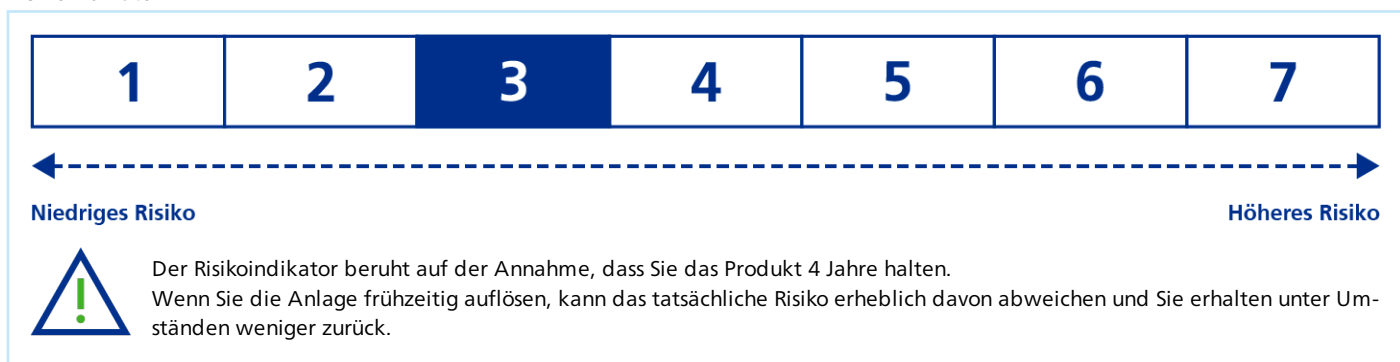 1 2 3 4 5 6 7
Niedriges Risiko Höheres Risiko
Der Risikoindikator beruht auf der Annahme, dass Sie das Produkt 4 Jahre halten.
Wenn Sie die Anlage frühzeitig auflösen, kann das tatsächliche Risiko erheblich davon abweichen und Sie erhalten unter Um-
ständen weniger zurück.